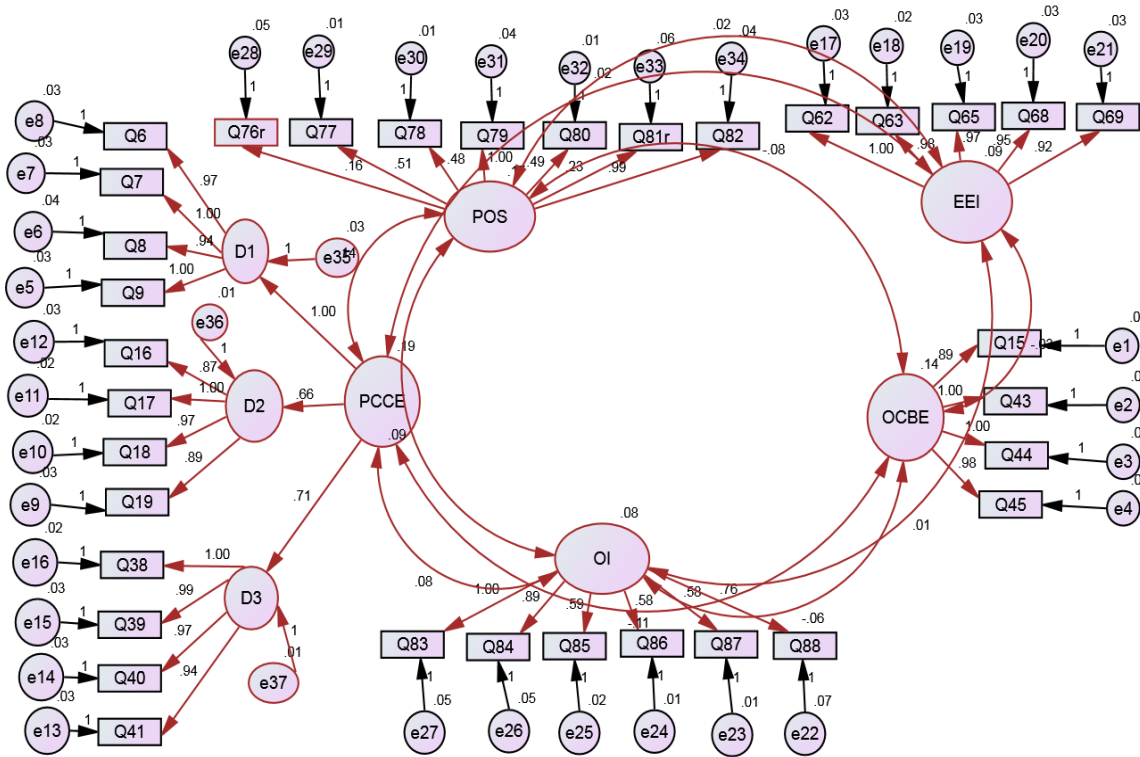 .05 .01 .01 .04 .01 .02 .06 .04 .03 .02 .03 .03 .03
e28 e29 e30 e31 e32 e33 e34 e17 e18 e19 e20 e21
1 1 1 1 1 1 1 1 1 1 1
Q76r Q77 Q78 Q79 Q80 Q81r Q82 Q62 Q63 Q65 Q68 Q69
.16 .51 .48 1.00 .49 .23 .99 .02 -.08 1.00 .98 .97 .95 .92
POS
EEI .09
.03 e8 1 Q6 .97
.03 e7 1 Q7 1.00
.04 e6 1 Q8 .94
.03 e5 1 Q9 1.00
D1 1 e35 .03
1.00
.01
e36
1
.03 e12 1 Q16 .87
.02 e11 1 Q17 1.00
.02 e10 1 Q18 .97
.03 e9 1 Q19 .89
D2 .66 PCCE .19
.09
.71
.02 e16 1 Q38 1.00
.03 e15 1 Q39 .99
.03 e14 1 Q40 .97
.03 e13 1 Q41 .94
D3
1
.01
e37
OCBE .14
.89 Q15 1 e1
1.00 Q43 1 e2
1.00 Q44 1 e3
.98 Q45 1 e4
.01
OI .08
.08 1.00 .89 .59 .58 .58 .76
-.11 -.06
Q83 Q84 Q85 Q86 Q87 Q88
1 1 1 1 1 1
.05 .05 .02 .01 .01 .07
e27 e26 e25 e24 e23 e22